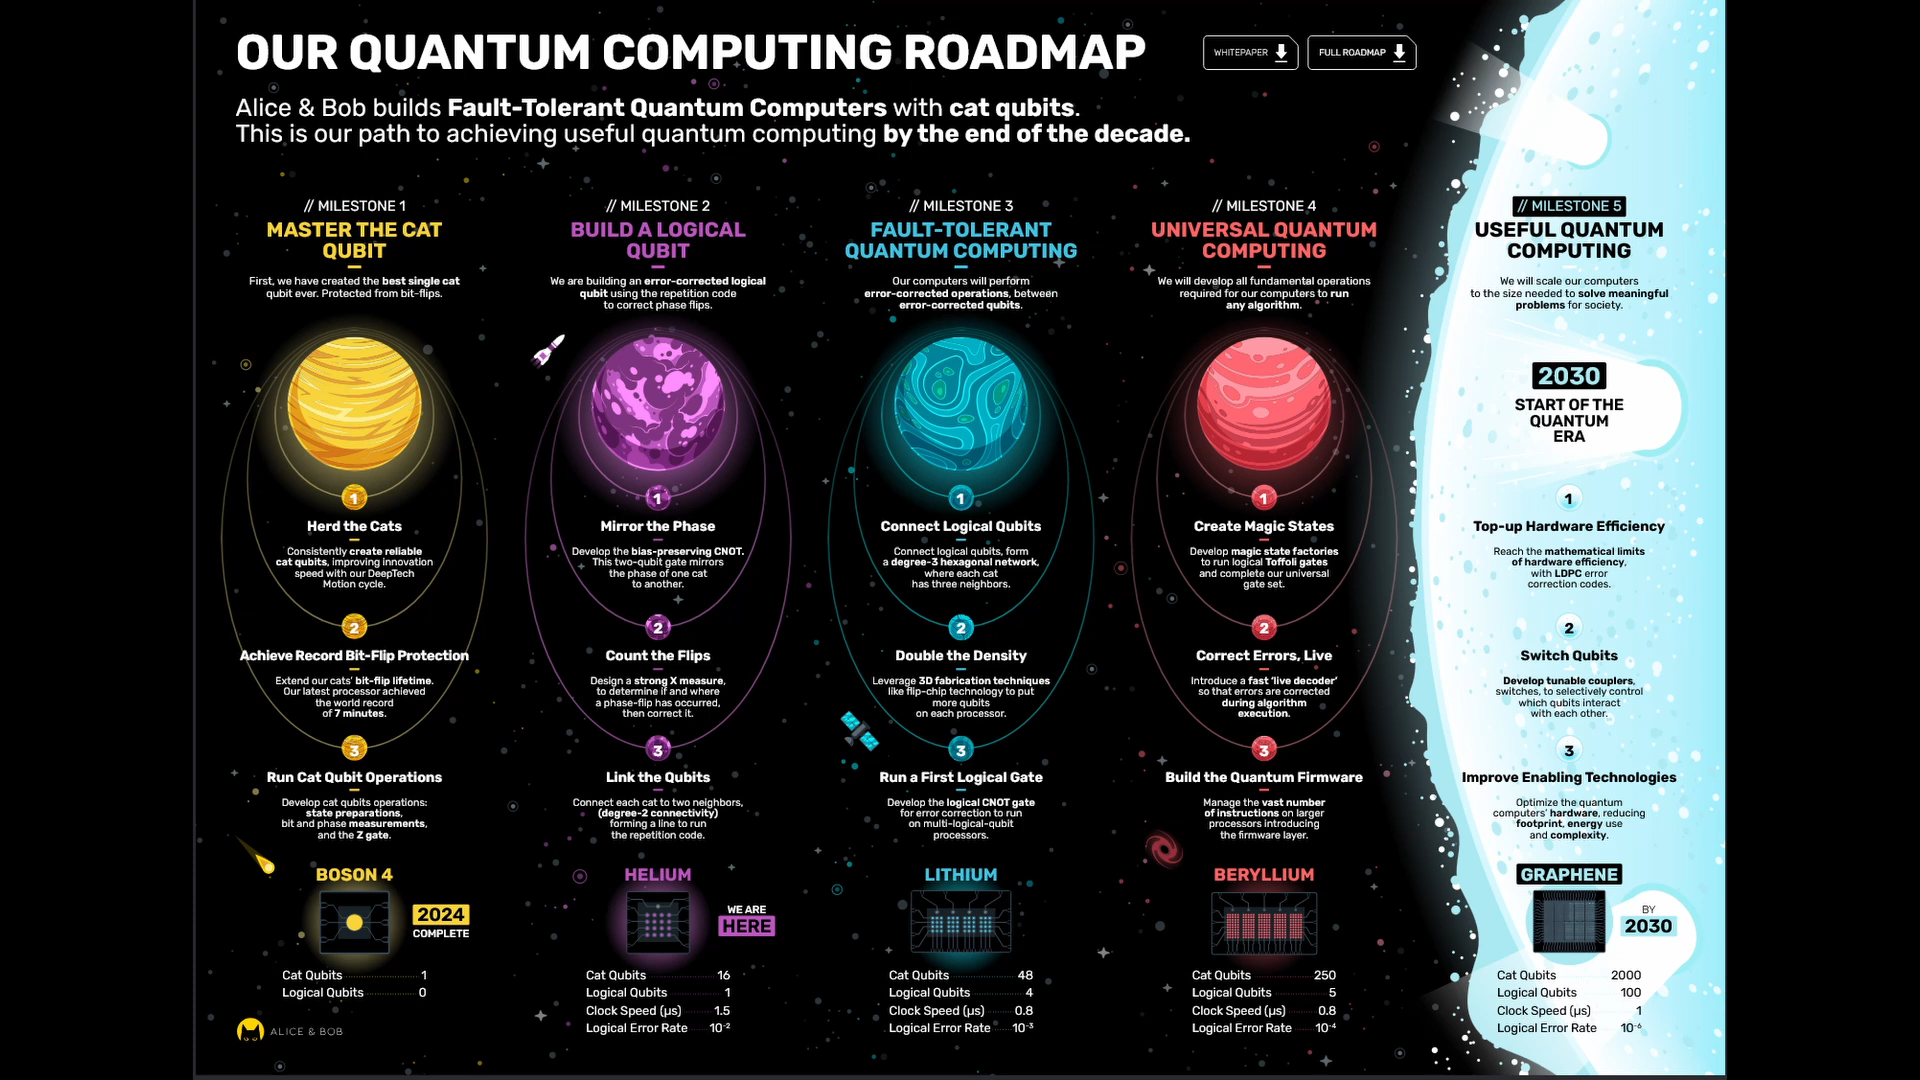 OUR QUANTUM COMPUTING ROADMAP
WHITEPAPER
FULL ROADMAP
Alice & Bob builds Fault-Tolerant Quantum Computers with cat qubits.
This is our path to achieving useful quantum computing by the end of the decade.
// MILESTONE 1
MASTER THE CAT
QUBIT
First, we have created the best single cat
qubit ever. Protected from bit-flips.
1
Herd the Cats
Consistently create reliable
cat qubits, improving innovation
speed with our DeepTech
Motion cycle.
2
Achieve Record Bit-Flip Protection
Extend our cats' bit-flip lifetime.
Our latest processor achieved
the world record
of 7 minutes.
3
Run Cat Qubit Operations
Develop cat qubits operations:
state preparations,
bit and phase measurements,
and the Z gate.
BOSON 4
2024
COMPLETE
Cat Qubits 1
Logical Qubits 0
// MILESTONE 2
BUILD A LOGICAL
QUBIT
We are building an error-corrected logical
qubit using the repetition code
to correct phase flips.
1
Mirror the Phase
Develop the bias-preserving CNOT.
This two-qubit gate mirrors
the phase of one cat
to another.
2
Count the Flips
Design a strong X measure,
to determine if and where
a phase-flip has occurred,
then correct it.
3
Link the Qubits
Connect each cat to two neighbors,
(degree-2 connectivity)
forming a line to run
the repetition code.
HELIUM
WE ARE
HERE
Cat Qubits 16
Logical Qubits 1
Clock Speed (µs) 1.5
Logical Error Rate 10⁻²
// MILESTONE 3
FAULT-TOLERANT
QUANTUM COMPUTING
Our computers will perform
error-corrected operations, between
error-corrected qubits.
1
Connect Logical Qubits
Connect logical qubits, form
a degree-3 hexagonal network,
where each cat
has three neighbors.
2
Double the Density
Leverage 3D fabrication techniques
like flip-chip technology to put
more qubits
on each processor.
3
Run a First Logical Gate
Develop the logical CNOT gate
for error correction to run
on multi-logical-qubit
processors.
LITHIUM
Cat Qubits 48
Logical Qubits 4
Clock Speed (µs) 0.8
Logical Error Rate 10⁻³
// MILESTONE 4
UNIVERSAL QUANTUM
COMPUTING
We will develop all fundamental operations
required for our computers to run
any algorithm.
1
Create Magic States
Develop magic state factories
to run logical Toffoli gates
and complete our universal
gate set.
2
Correct Errors, Live
Introduce a fast 'live decoder'
so that errors are corrected
during algorithm
execution.
3
Build the Quantum Firmware
Manage the vast number
of instructions on larger
processors introducing
the firmware layer.
BERYLLIUM
Cat Qubits 250
Logical Qubits 5
Clock Speed (µs) 0.8
Logical Error Rate 10⁻⁴
// MILESTONE 5
USEFUL QUANTUM
COMPUTING
We will scale our computers
to the size needed to solve meaningful
problems for society.
2030
START OF THE
QUANTUM
ERA
1
Top-up Hardware Efficiency
Reach the mathematical limits
of hardware efficiency,
with LDPC error
correction codes.
2
Switch Qubits
Develop tunable couplers,
switches, to selectively control
which qubits interact
with each other.
3
Improve Enabling Technologies
Optimize the quantum
computers' hardware, reducing
footprint, energy use
and complexity.
GRAPHENE
BY
2030
Cat Qubits 2000
Logical Qubits 100
Clock Speed (µs) 1
Logical Error Rate 10⁻⁶
ALICE & BOB